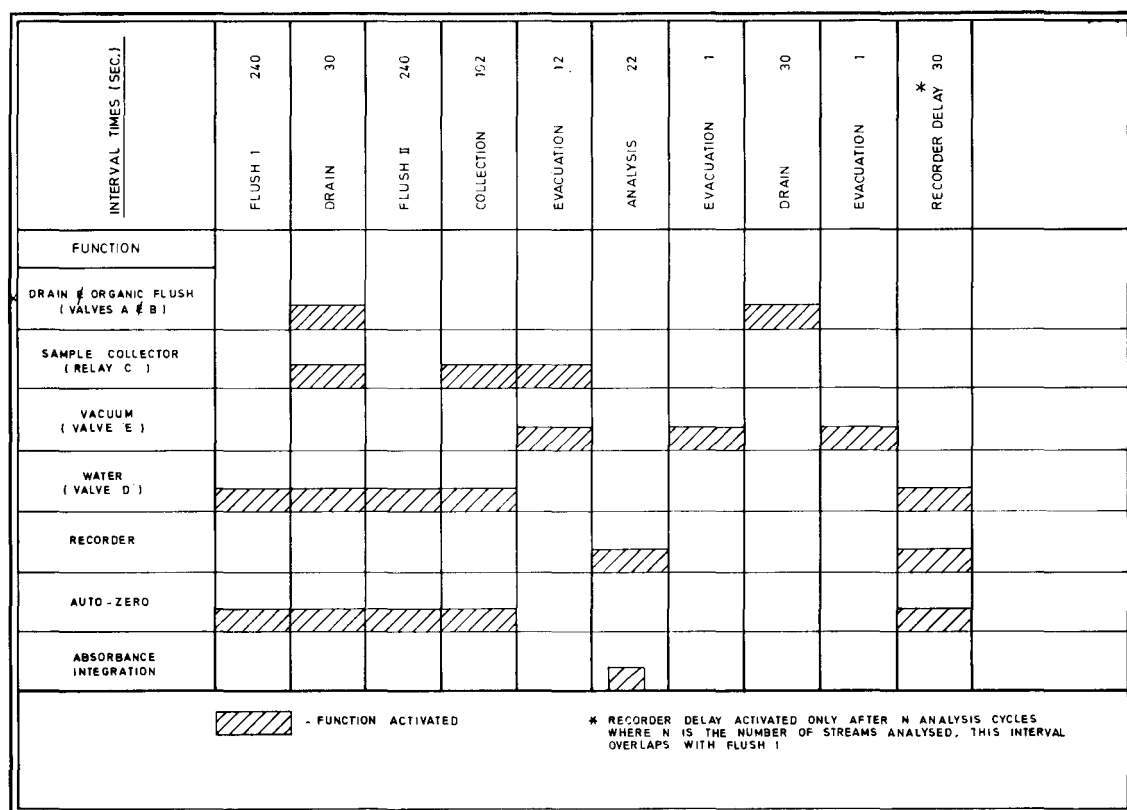 INTERVAL TIMES (SEC.)
FLUSH 1 240
DRAIN 30
FLUSH II 240
COLLECTION 102
EVACUATION 12
ANALYSIS 22
EVACUATION 1
DRAIN 30
EVACUATION 1
RECORDER DELAY * 30
FUNCTION
DRAIN & ORGANIC FLUSH
(VALVES A & B)
SAMPLE COLLECTOR
(RELAY C)
VACUUM
(VALVE E)
WATER
(VALVE D)
RECORDER
AUTO-ZERO
ABSORBANCE
INTEGRATION
- FUNCTION ACTIVATED
* RECORDER DELAY ACTIVATED ONLY AFTER N ANALYSIS CYCLES
WHERE N IS THE NUMBER OF STREAMS ANALYSED. THIS INTERVAL
OVERLAPS WITH FLUSH 1